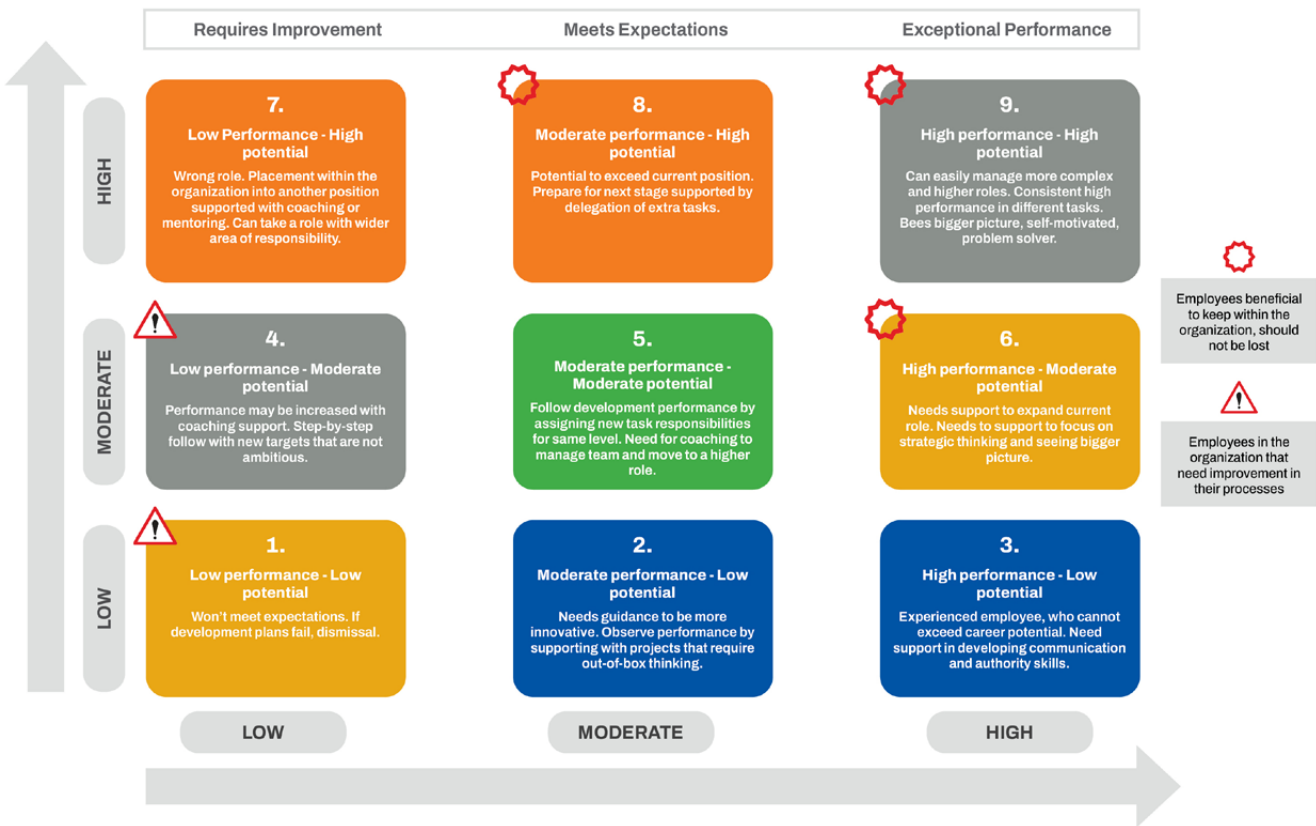 Requires Improvement
Meets Expectations
Exceptional Performance
HIGH
7.
Low Performance - High
potential
Wrong role. Placement within the
organization into another position
supported with coaching or
mentoring. Can take a role with wider
area of responsibility.
8.
Moderate performance - High
potential
Potential to exceed current position.
Prepare for next stage supported by
delegation of extra tasks.
9.
High performance - High
potential
Can easily manage more complex
and higher roles. Consistent high
performance in different tasks.
Bees bigger picture, self-motivated,
problem solver.
MODERATE
!
4.
Low performance - Moderate
potential
Performance may be increased with
coaching support. Step-by-step
follow with new targets that are not
ambitious.
5.
Moderate performance -
Moderate potential
Follow development performance by
assigning new task responsibilities
for same level. Need for coaching to
manage team and move to a higher
role.
6.
High performance - Moderate
potential
Needs support to expand current
role. Needs to support to focus on
strategic thinking and seeing bigger
picture.
Employees beneficial
to keep within the
organization, should
not be lost
!
Employees in the
organization that
need improvement in
their processes
LOW
!
1.
Low performance - Low
potential
Won't meet expectations. If
development plans fail, dismissal.
2.
Moderate performance - Low
potential
Needs guidance to be more
innovative. Observe performance by
supporting with projects that require
out-of-box thinking.
3.
High performance - Low
potential
Experienced employee, who cannot
exceed career potential. Need
support in developing communication
and authority skills.
LOW
MODERATE
HIGH